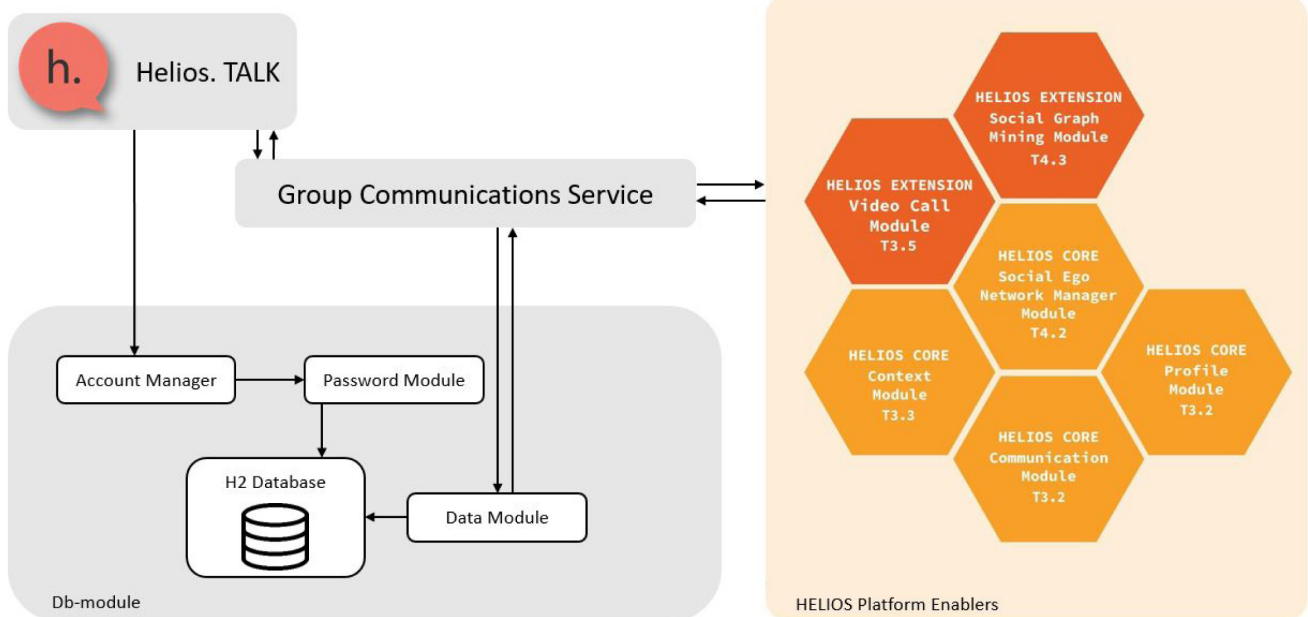 h.
Helios. TALK
Group Communications Service
Account Manager
Password Module
H2 Database
Data Module
Db-module
HELIOS EXTENSION
Social Graph
Mining Module
T4.3
HELIOS EXTENSION
Video Call
Module
T3.5
HELIOS CORE
Social Ego
Network Manager
Module
T4.2
HELIOS CORE
Context
Module
T3.3
HELIOS CORE
Profile
Module
T3.2
HELIOS CORE
Communication
Module
T3.2
HELIOS Platform Enablers